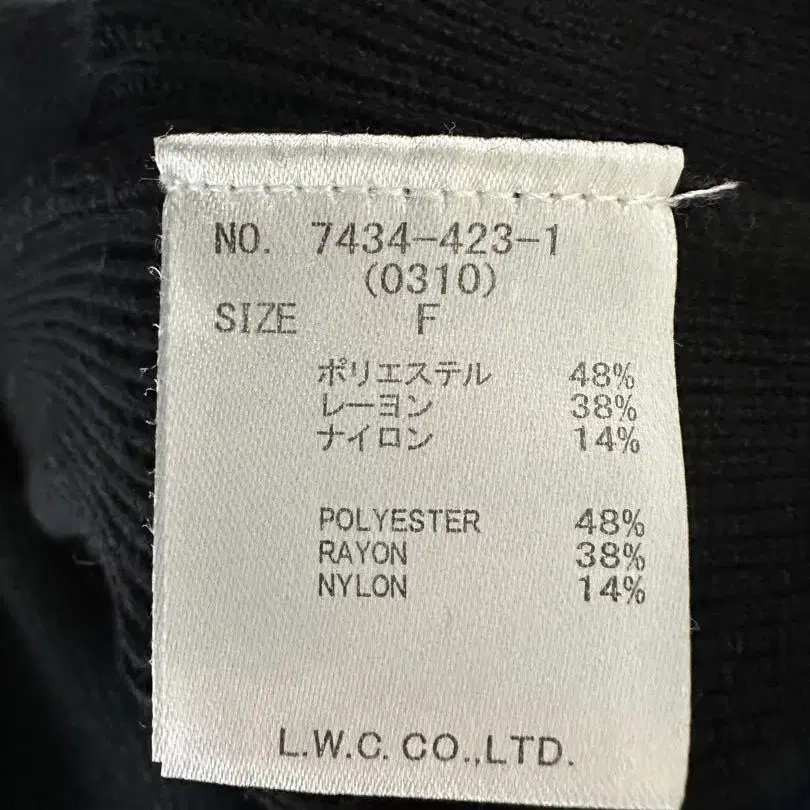 NO. 7434-423-1
(0310)
SIZE F
ポリエステル 48%
レーヨン 38%
ナイロン 14%
POLYESTER 48%
RAYON 38%
NYLON 14%
L.W.C. CO.,LTD.